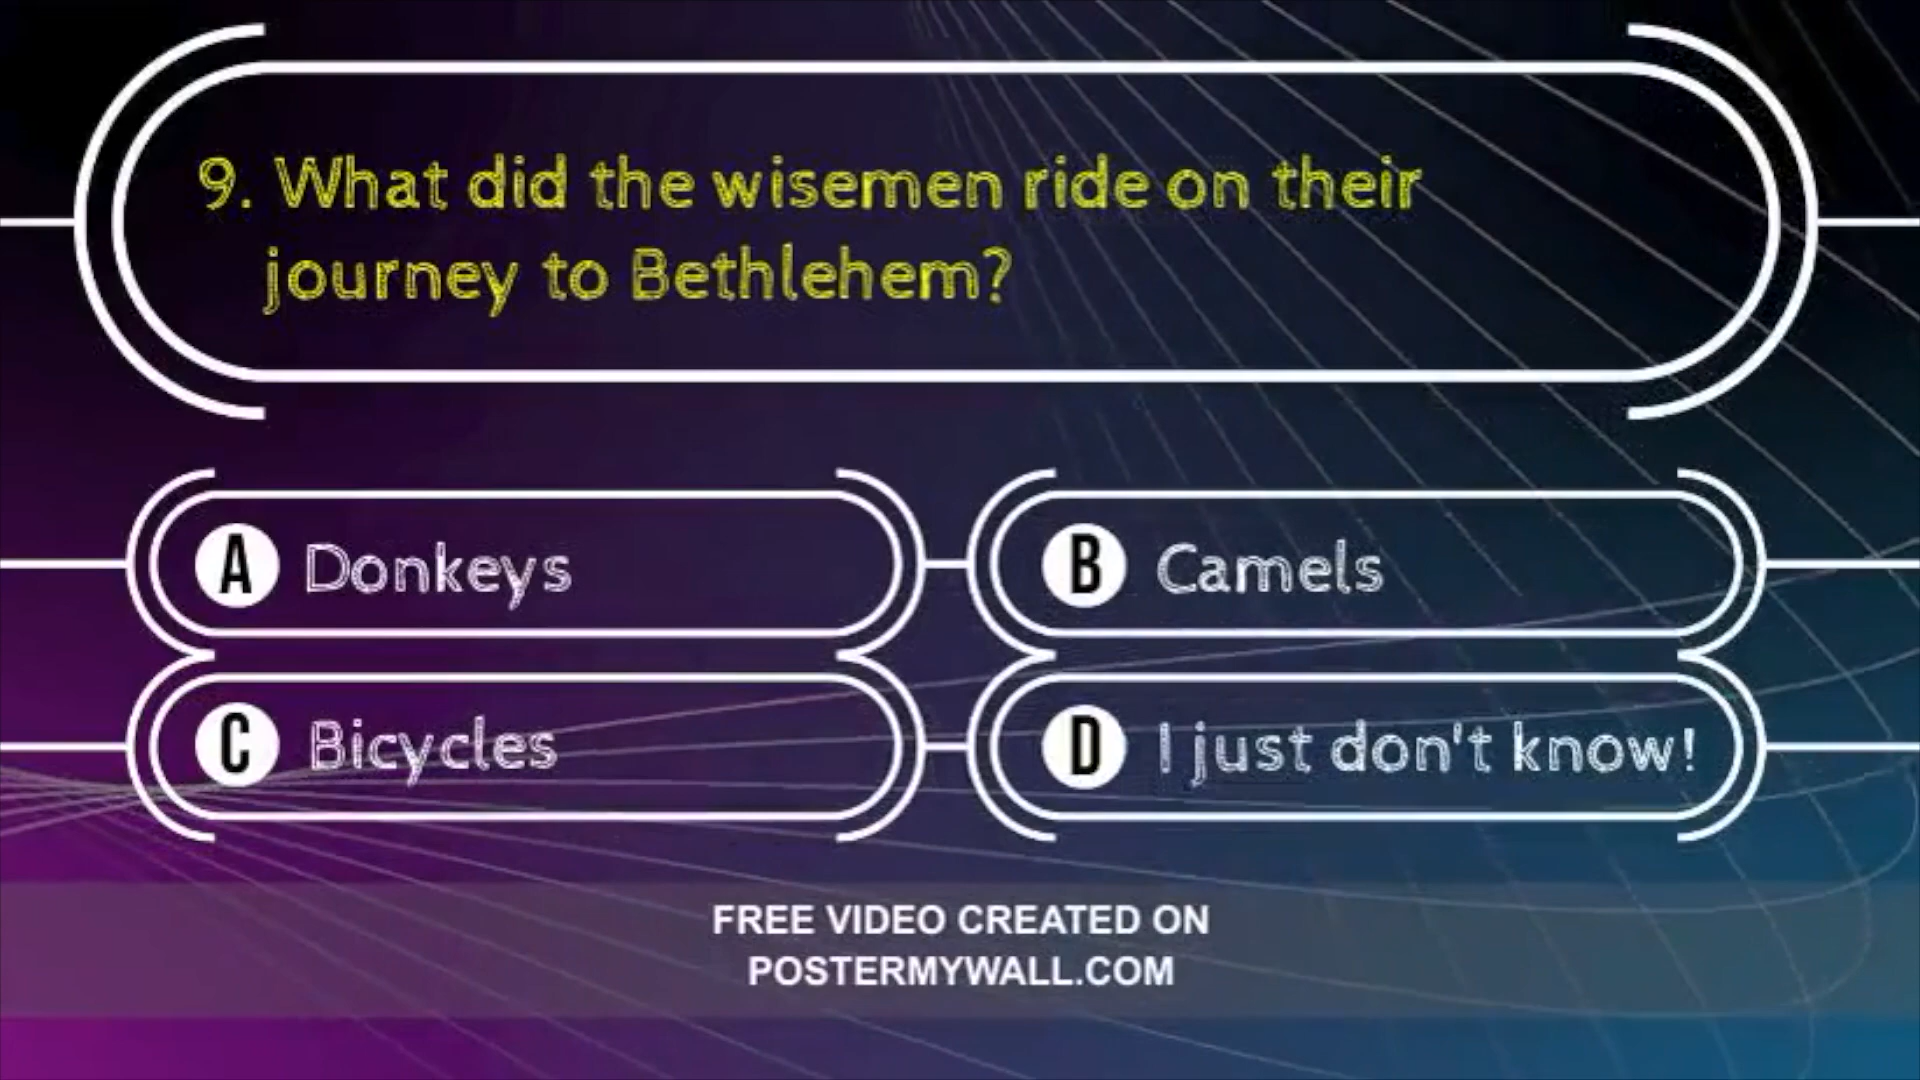 9. What did the wisemen ride on their
journey to Bethlehem?
A Donkeys
B Camels
C Bicycles
D I just don't know!
FREE VIDEO CREATED ON
POSTERMYWALL.COM